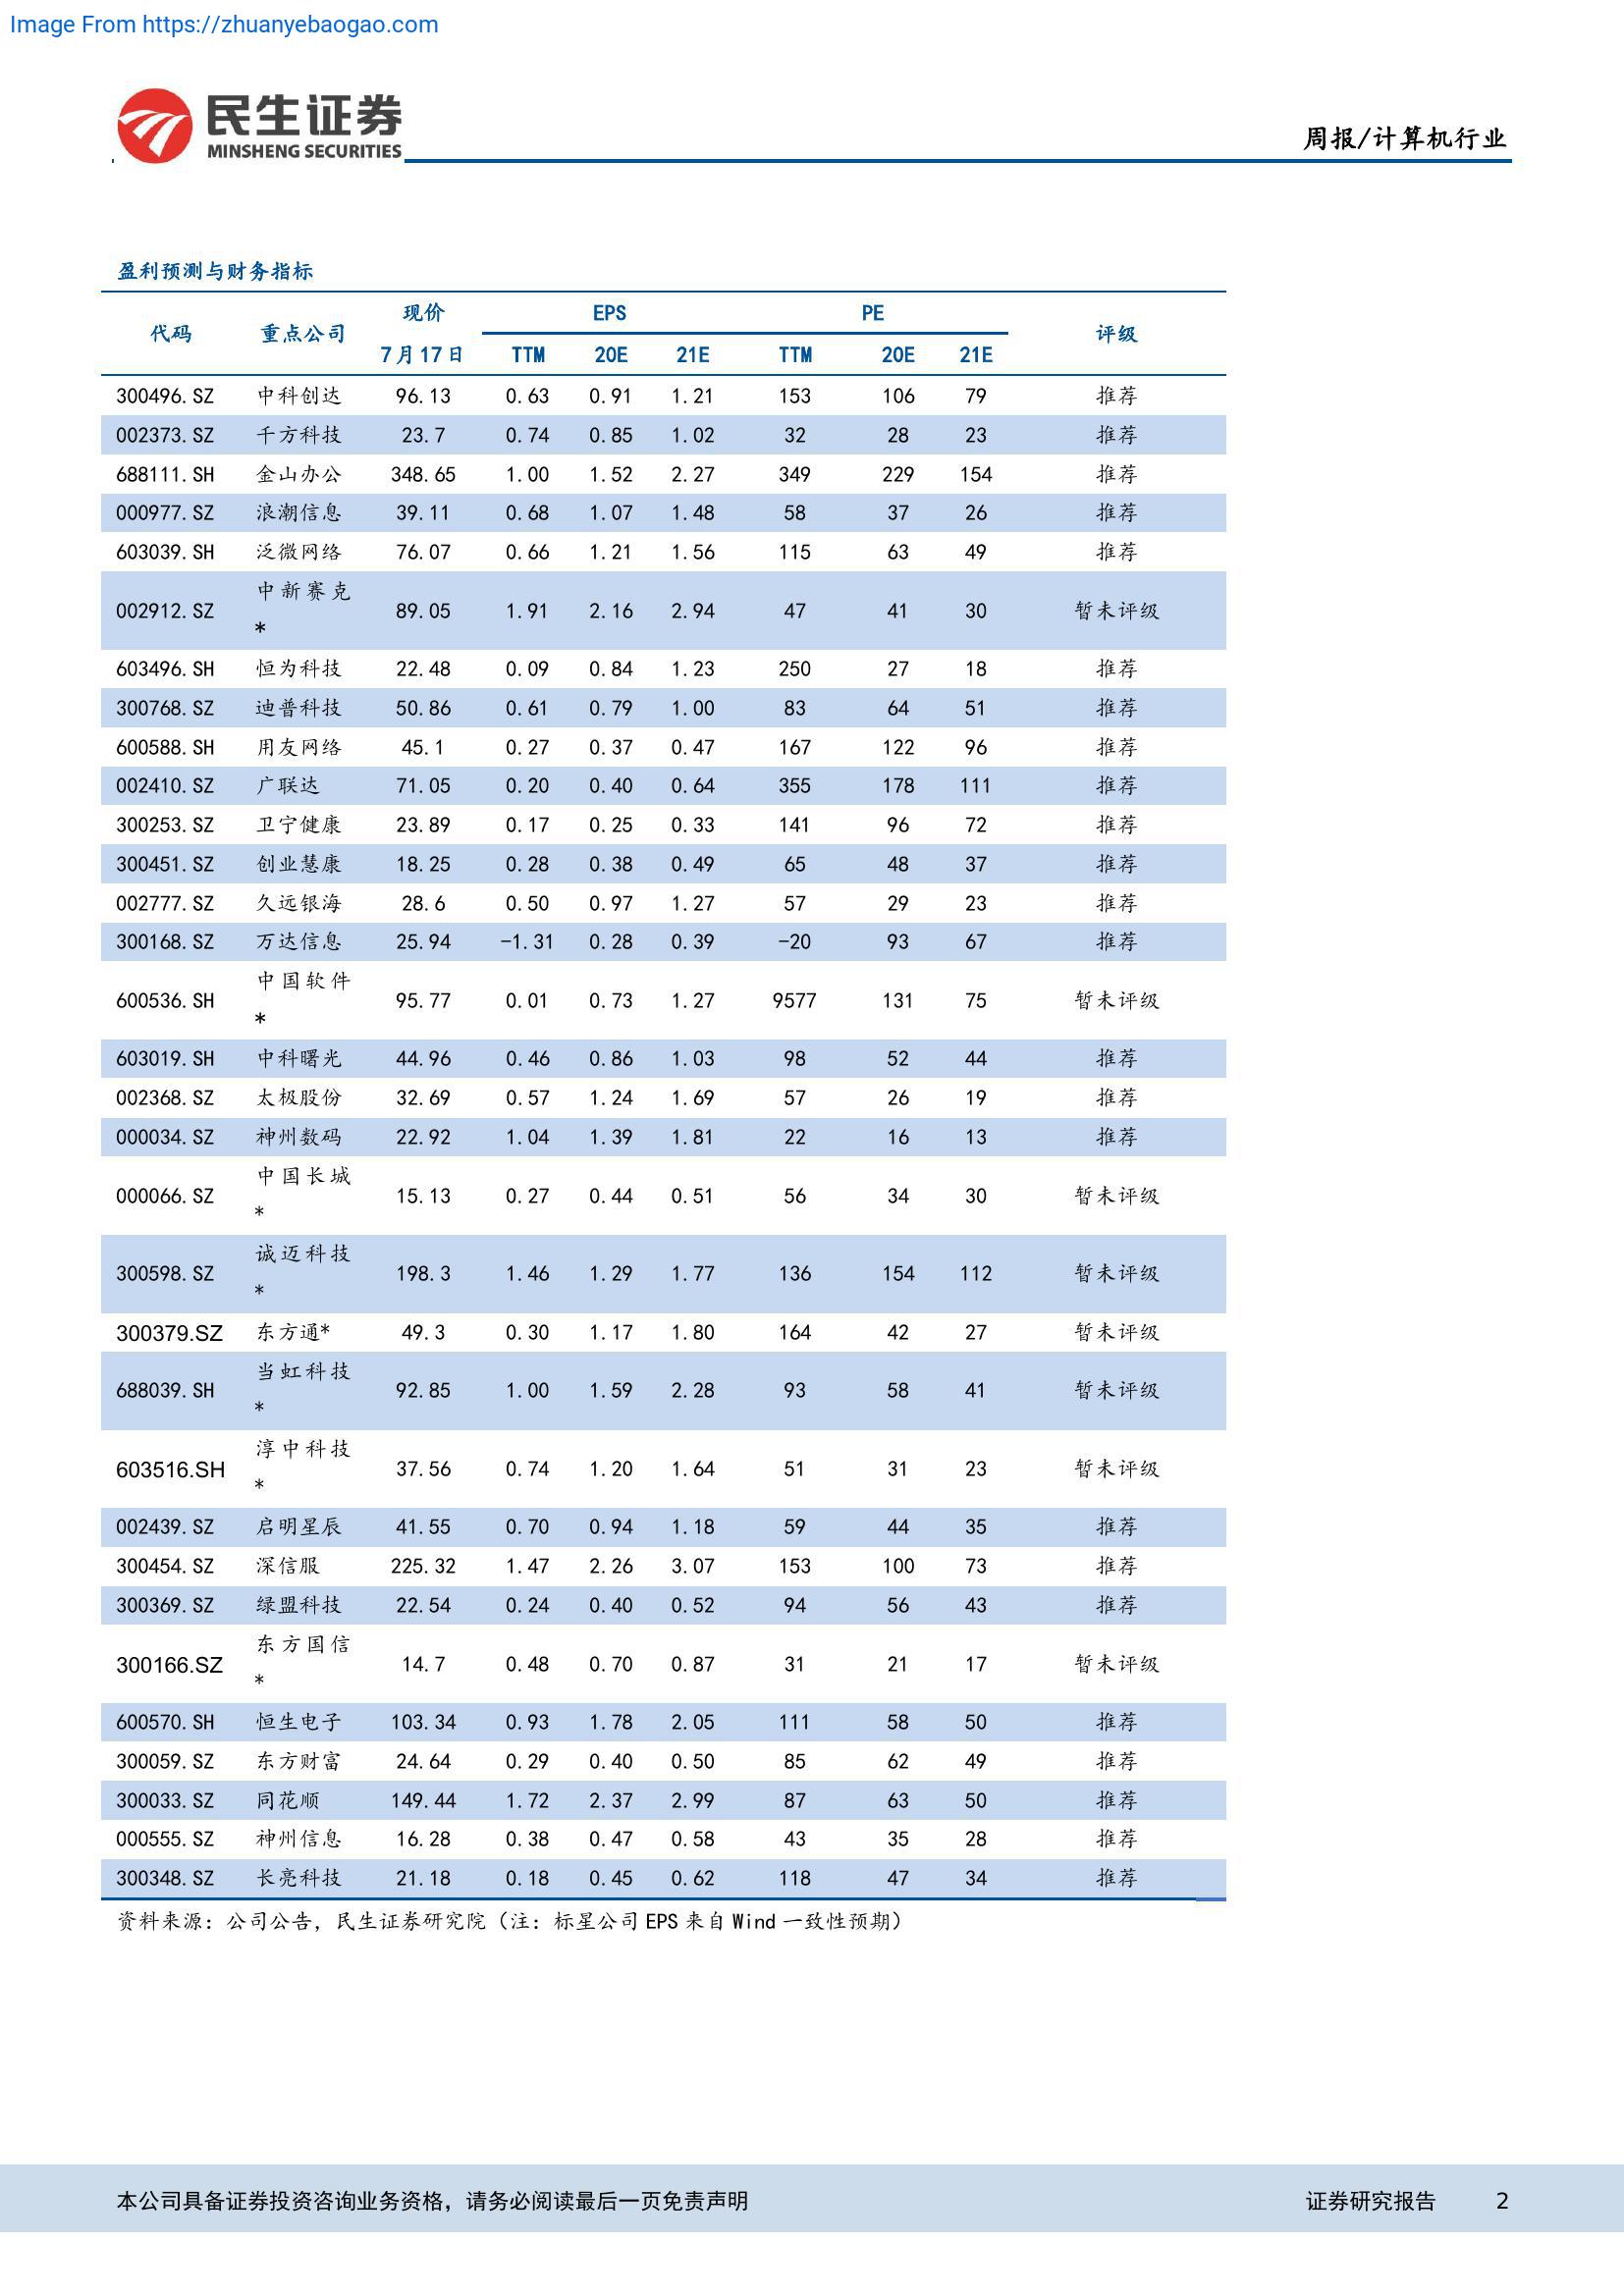 Image From https://zhuanyebaogao.com
民生证券
MINSHENG SECURITIES
周报/计算机行业
盈利预测与财务指标
代码 重点公司 现价 EPS PE 评级
7月17日 TTM 20E 21E TTM 20E 21E
300496.SZ 中科创达 96.13 0.63 0.91 1.21 153 106 79 推荐
002373.SZ 千方科技 23.7 0.74 0.85 1.02 32 28 23 推荐
688111.SH 金山办公 348.65 1.00 1.52 2.27 349 229 154 推荐
000977.SZ 浪潮信息 39.11 0.68 1.07 1.48 58 37 26 推荐
603039.SH 泛微网络 76.07 0.66 1.21 1.56 115 63 49 推荐
002912.SZ 中新赛克* 89.05 1.91 2.16 2.94 47 41 30 暂未评级
603496.SH 恒为科技 22.48 0.09 0.84 1.23 250 27 18 推荐
300768.SZ 迪普科技 50.86 0.61 0.79 1.00 83 64 51 推荐
600588.SH 用友网络 45.1 0.27 0.37 0.47 167 122 96 推荐
002410.SZ 广联达 71.05 0.20 0.40 0.64 355 178 111 推荐
300253.SZ 卫宁健康 23.89 0.17 0.25 0.33 141 96 72 推荐
300451.SZ 创业慧康 18.25 0.28 0.38 0.49 65 48 37 推荐
002777.SZ 久远银海 28.6 0.50 0.97 1.27 57 29 23 推荐
300168.SZ 万达信息 25.94 -1.31 0.28 0.39 -20 93 67 推荐
600536.SH 中国软件* 95.77 0.01 0.73 1.27 9577 131 75 暂未评级
603019.SH 中科曙光 44.96 0.46 0.86 1.03 98 52 44 推荐
002368.SZ 太极股份 32.69 0.57 1.24 1.69 57 26 19 推荐
000034.SZ 神州数码 22.92 1.04 1.39 1.81 22 16 13 推荐
000066.SZ 中国长城* 15.13 0.27 0.44 0.51 56 34 30 暂未评级
300598.SZ 诚迈科技* 198.3 1.46 1.29 1.77 136 154 112 暂未评级
300379.SZ 东方通* 49.3 0.30 1.17 1.80 164 42 27 暂未评级
688039.SH 当虹科技* 92.85 1.00 1.59 2.28 93 58 41 暂未评级
603516.SH 淳中科技* 37.56 0.74 1.20 1.64 51 31 23 暂未评级
002439.SZ 启明星辰 41.55 0.70 0.94 1.18 59 44 35 推荐
300454.SZ 深信服 225.32 1.47 2.26 3.07 153 100 73 推荐
300369.SZ 绿盟科技 22.54 0.24 0.40 0.52 94 56 43 推荐
300166.SZ 东方国信* 14.7 0.48 0.70 0.87 31 21 17 暂未评级
600570.SH 恒生电子 103.34 0.93 1.78 2.05 111 58 50 推荐
300059.SZ 东方财富 24.64 0.29 0.40 0.50 85 62 49 推荐
300033.SZ 同花顺 149.44 1.72 2.37 2.99 87 63 50 推荐
000555.SZ 神州信息 16.28 0.38 0.47 0.58 43 35 28 推荐
300348.SZ 长亮科技 21.18 0.18 0.45 0.62 118 47 34 推荐
资料来源：公司公告，民生证券研究院（注：标星公司EPS来自Wind一致性预期）
本公司具备证券投资咨询业务资格，请务必阅读最后一页免责声明 证券研究报告 2